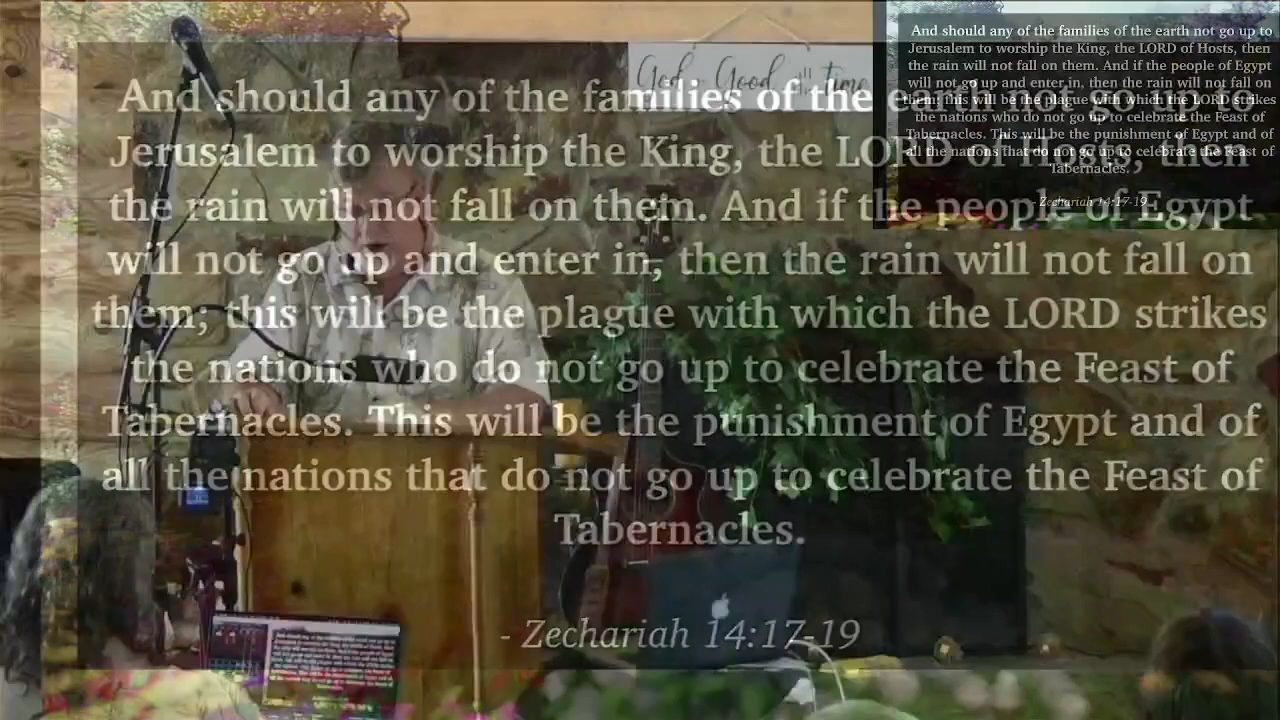 God is Good all the time
And should any of the families of the earth not go up to
Jerusalem to worship the King, the LORD of Hosts, then
the rain will not fall on them. And if the people of Egypt
will not go up and enter in, then the rain will not fall on
them; this will be the plague with which the LORD strikes
the nations who do not go up to celebrate the Feast of
Tabernacles. This will be the punishment of Egypt and of
all the nations that do not go up to celebrate the Feast of
Tabernacles.
- Zechariah 14:17-19
And should any of the families of the earth not go up to
Jerusalem to worship the King, the LORD of Hosts, then
the rain will not fall on them. And if the people of Egypt
will not go up and enter in, then the rain will not fall on
them; this will be the plague with which the LORD strikes
the nations who do not go up to celebrate the Feast of
Tabernacles. This will be the punishment of Egypt and of
all the nations that do not go up to celebrate the Feast of
Tabernacles.
- Zechariah 14:17-19